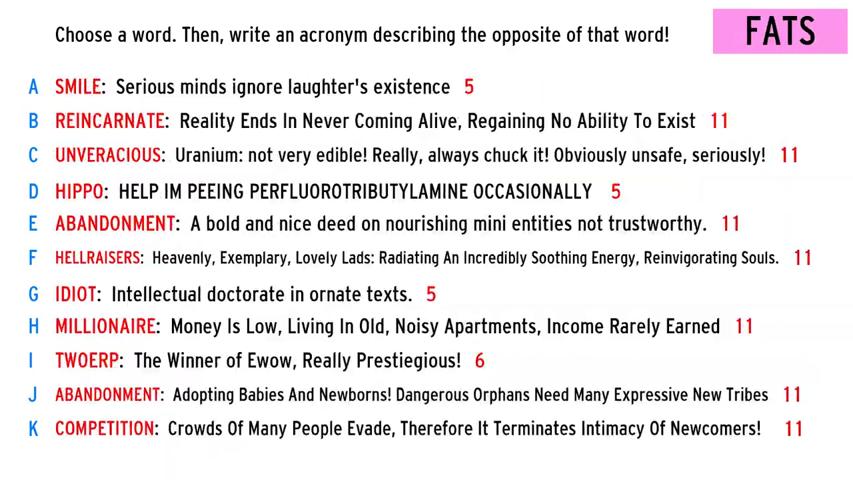 Choose a word. Then, write an acronym describing the opposite of that word!
FATS
A SMILE: Serious minds ignore laughter's existence 5
B REINCARNATE: Reality Ends In Never Coming Alive, Regaining No Ability To Exist 11
C UNVERACIOUS: Uranium: not very edible! Really, always chuck it! Obviously unsafe, seriously! 11
D HIPPO: HELP IM PEEING PERFLUOROTRIBUTYLAMINE OCCASIONALLY 5
E ABANDONMENT: A bold and nice deed on nourishing mini entities not trustworthy. 11
F HELLRAISERS: Heavenly, Exemplary, Lovely Lads: Radiating An Incredibly Soothing Energy, Reinvigorating Souls. 11
G IDIOT: Intellectual doctorate in ornate texts. 5
H MILLIONAIRE: Money Is Low, Living In Old, Noisy Apartments, Income Rarely Earned 11
I TWOERP: The Winner of Ewow, Really Prestiegious! 6
J ABANDONMENT: Adopting Babies And Newborns! Dangerous Orphans Need Many Expressive New Tribes 11
K COMPETITION: Crowds Of Many People Evade, Therefore It Terminates Intimacy Of Newcomers! 11